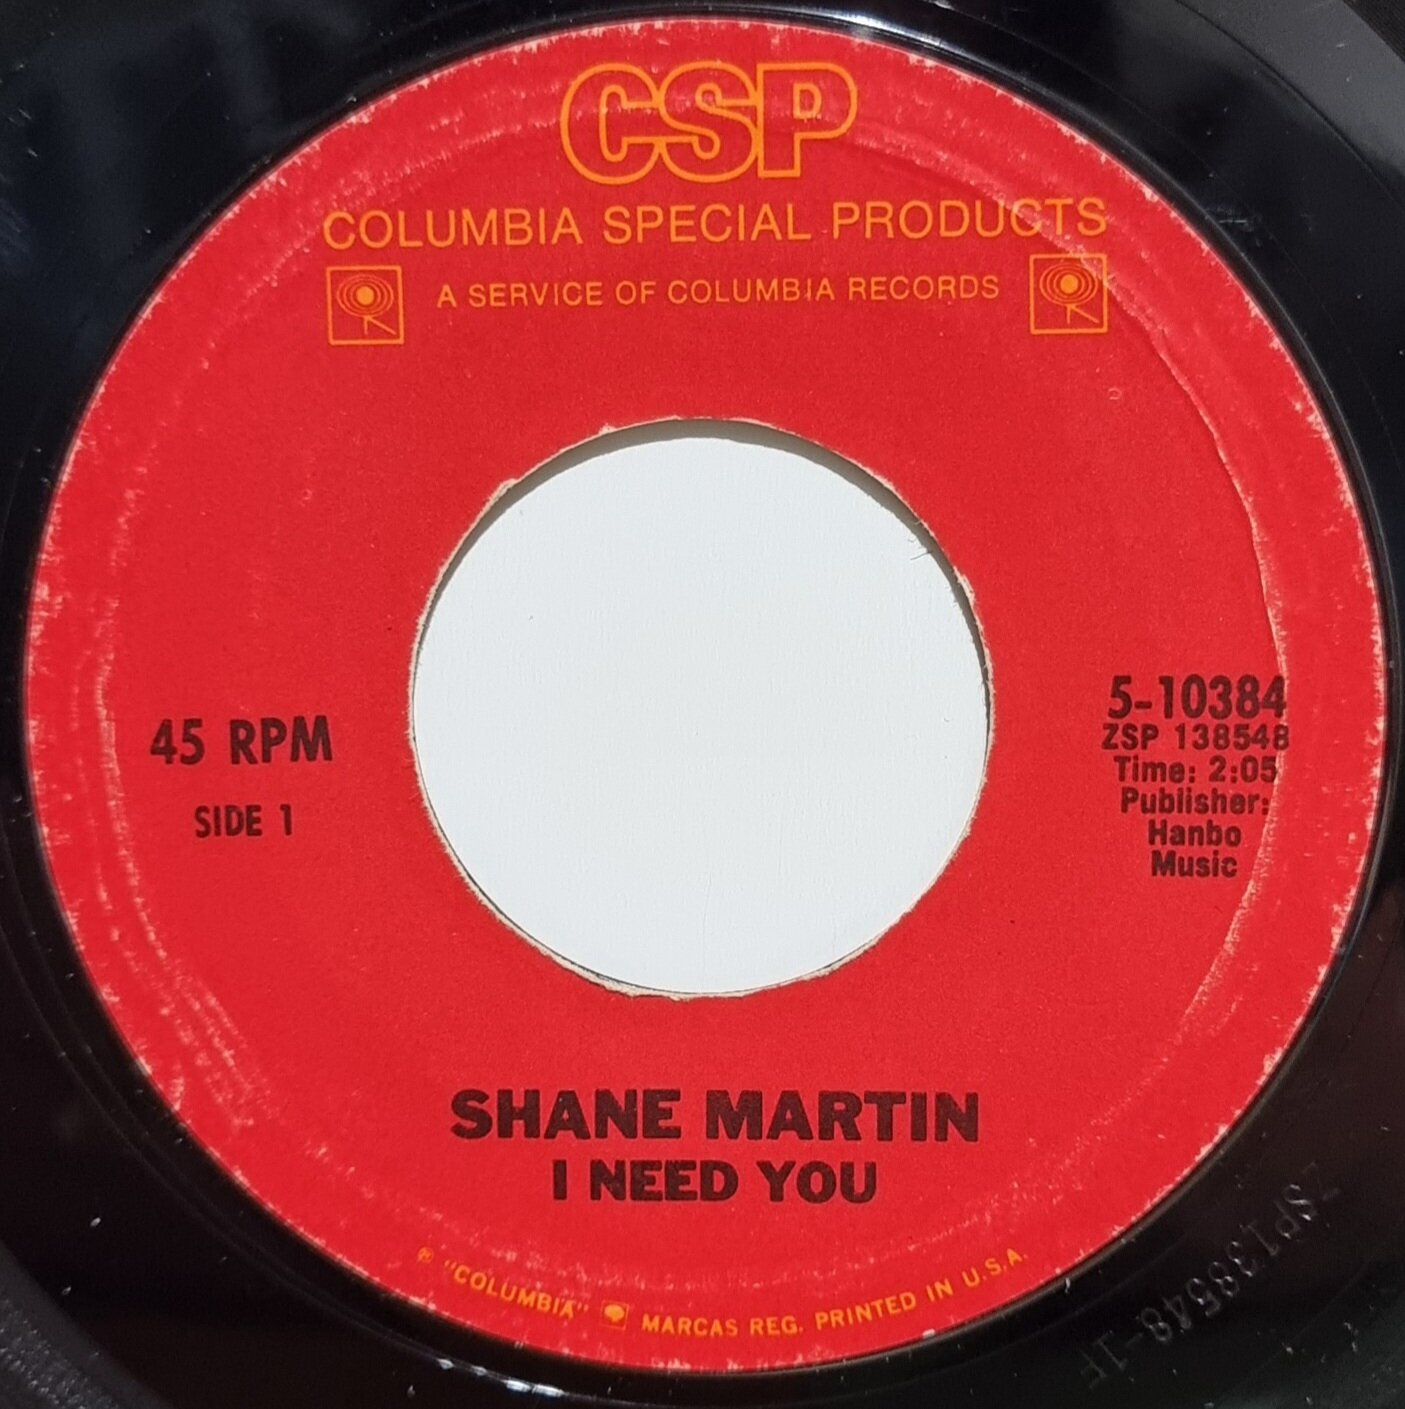 CSP
COLUMBIA SPECIAL PRODUCTS
A SERVICE OF COLUMBIA RECORDS
45 RPM
SIDE 1
5-10384
ZSP 138548
Time: 2:05
Publisher:
Hanbo
Music
SHANE MARTIN
I NEED YOU
® "COLUMBIA" MARCAS REG. PRINTED IN U.S.A.
ZSP138548-1F